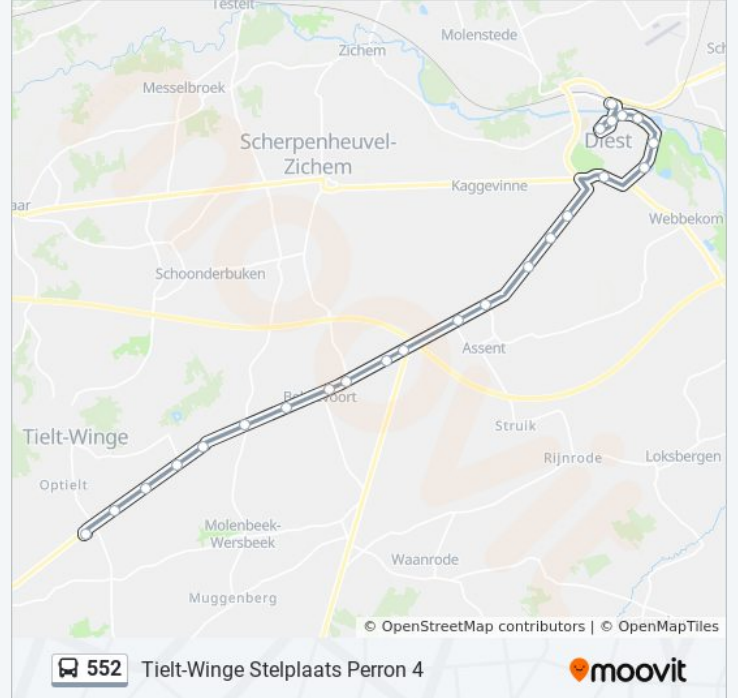 Testelt
Molenstede
Zichem
Messelbroek
Scherpenheuvel-
Zichem
Diest
Kaggevinne
aar
Webbekom
Schoonderbuken
Assent
Tielt-Winge
Struik
Rijnrode
Loksbergen
Optielt
Molenbeek-
Wersbeek
Waanrode
Muggenberg
© OpenStreetMap contributors | © OpenMapTiles
552 Tielt-Winge Stelplaats Perron 4
moovit